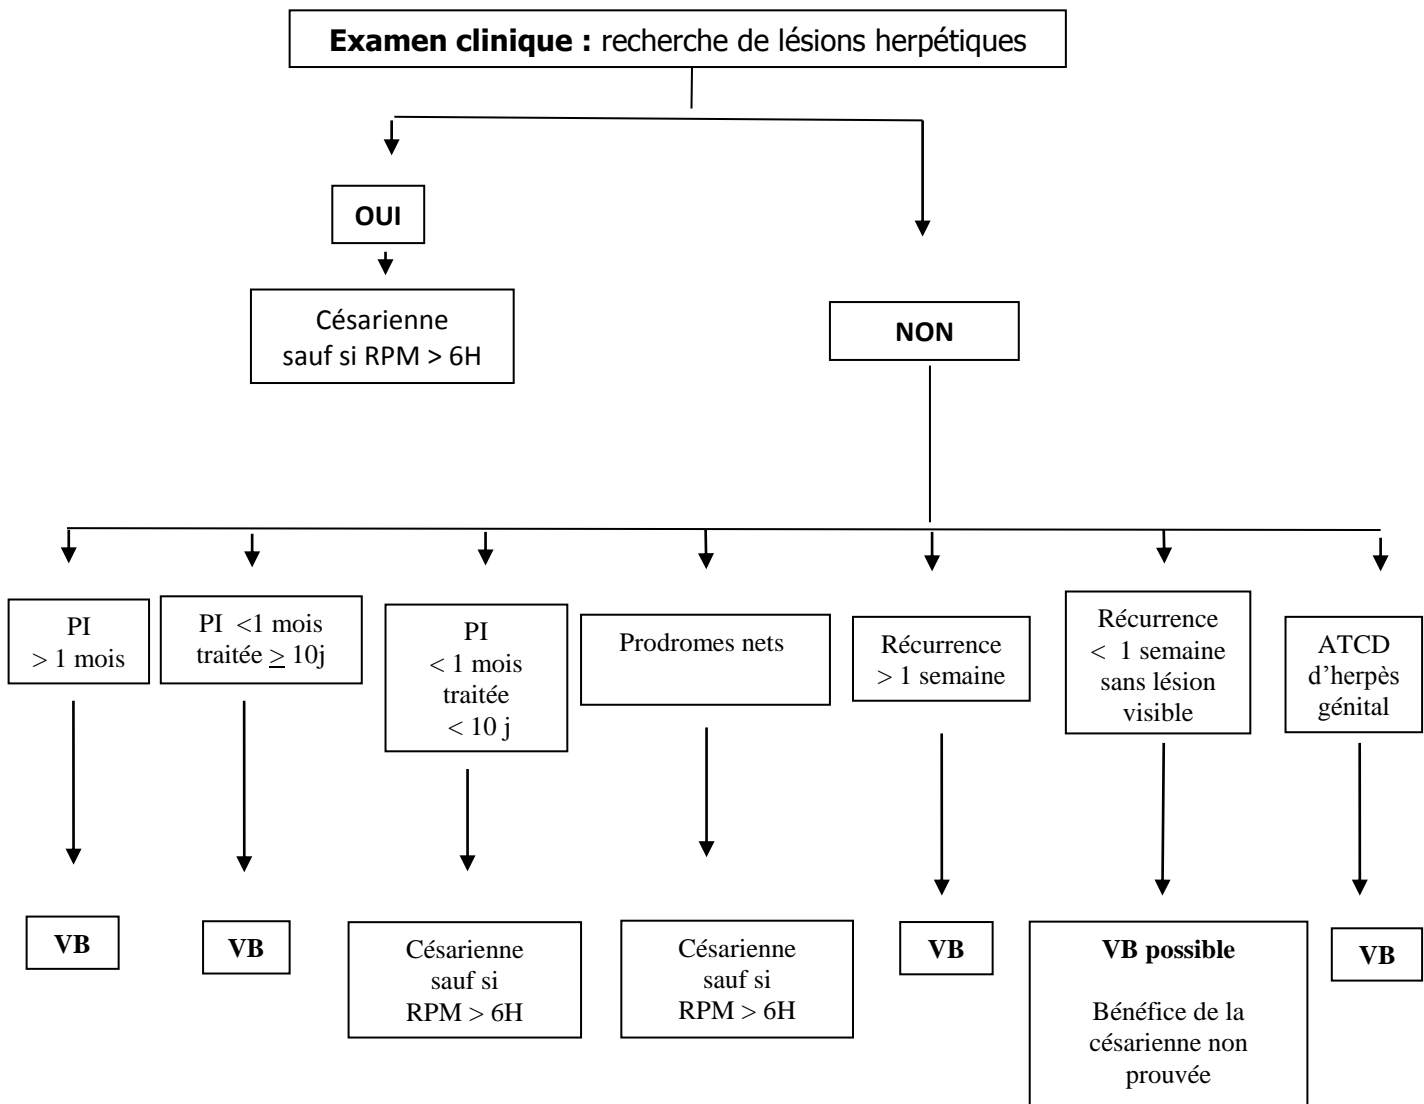 Examen clinique : recherche de lésions herpétiques
OUI
Césarienne
sauf si RPM > 6H
NON
PI
> 1 mois
PI <1 mois
traitée ≥ 10j
PI
< 1 mois
traitée
< 10 j
Prodromes nets
Récurrence
> 1 semaine
Récurrence
< 1 semaine
sans lésion
visible
ATCD
d’herpès
génital
VB
VB
Césarienne
sauf si
RPM > 6H
Césarienne
sauf si
RPM > 6H
VB
VB possible
Bénéfice de la
césarienne non
prouvée
VB